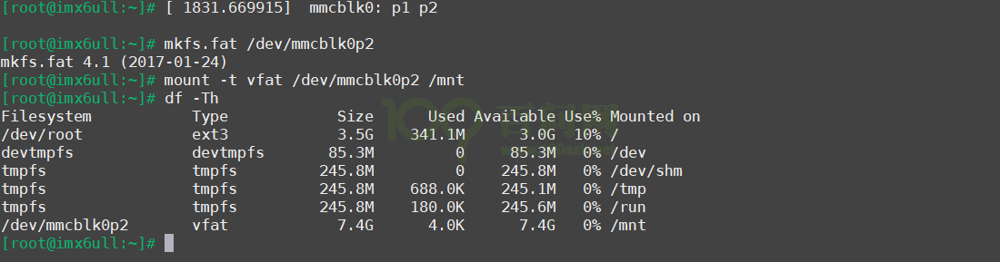 [root@imx6ull:~]# [ 1831.669915]  mmcblk0: p1 p2
[root@imx6ull:~]# mkfs.fat /dev/mmcblk0p2
mkfs.fat 4.1 (2017-01-24)
[root@imx6ull:~]# mount -t vfat /dev/mmcblk0p2 /mnt
[root@imx6ull:~]# df -Th
Filesystem           Type            Size      Used Available Use% Mounted on
/dev/root            ext3            3.5G    341.1M      3.0G  10% /
devtmpfs             devtmpfs       85.3M         0     85.3M   0% /dev
tmpfs                tmpfs         245.8M         0    245.8M   0% /dev/shm
tmpfs                tmpfs         245.8M    688.0K    245.1M   0% /tmp
tmpfs                tmpfs         245.8M    180.0K    245.6M   0% /run
/dev/mmcblk0p2       vfat            7.4G      4.0K      7.4G   0% /mnt
[root@imx6ull:~]#